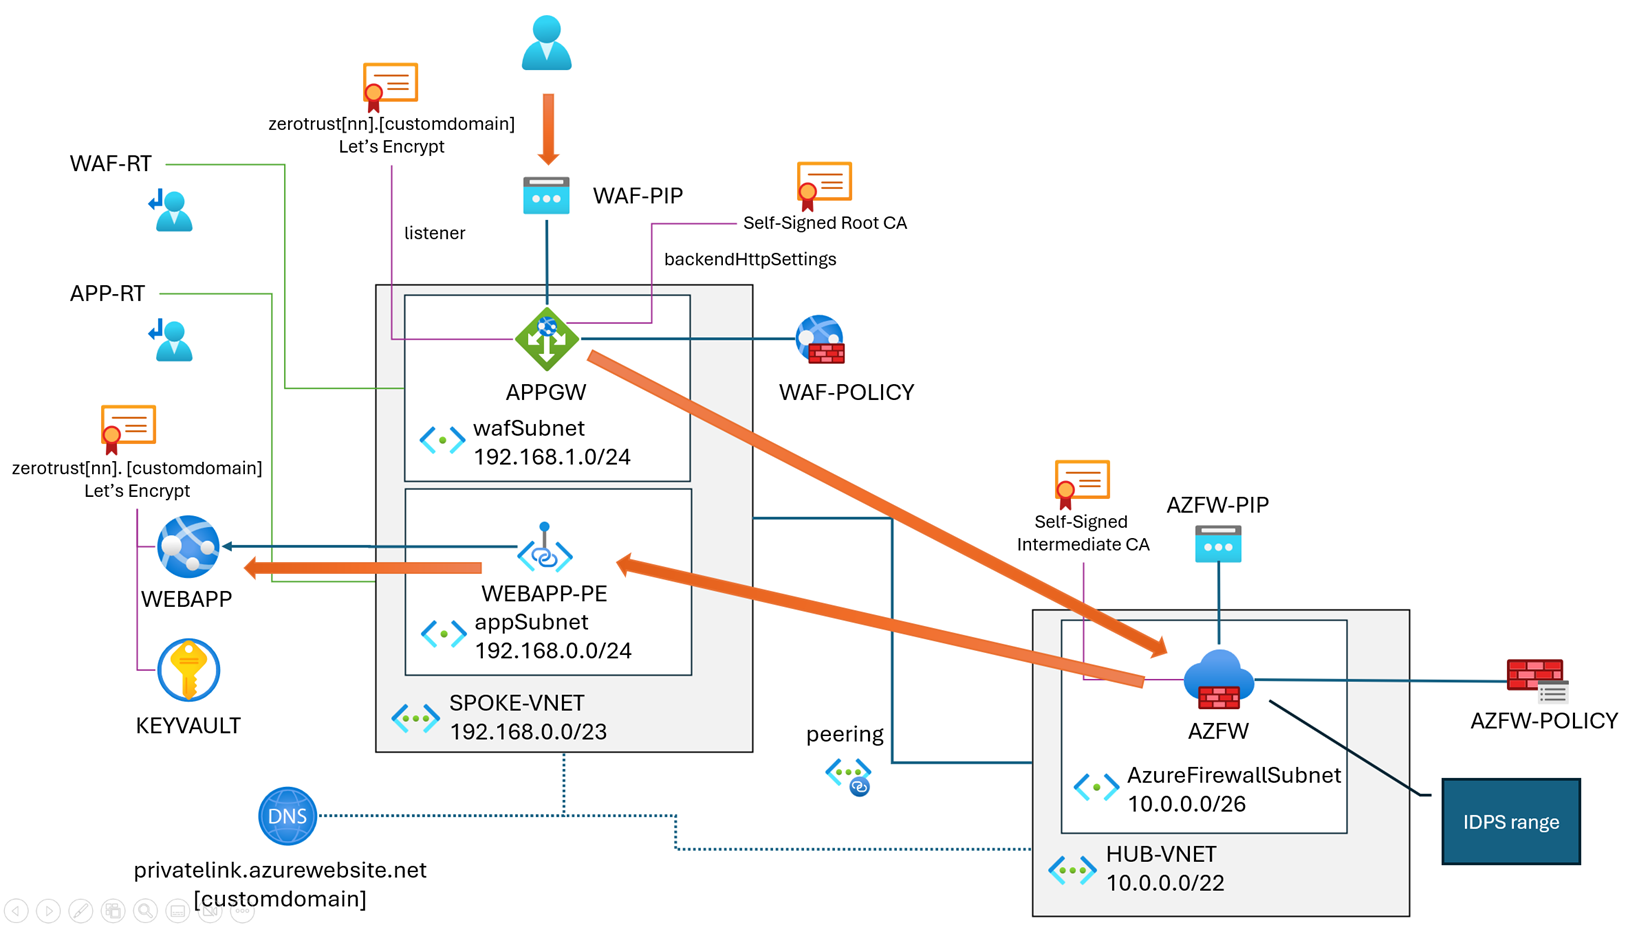 zerotrust[nn].[customdomain]
Let's Encrypt
WAF-RT
WAF-PIP
Self-Signed Root CA
listener
backendHttpSettings
APP-RT
APPGW
WAF-POLICY
wafSubnet
192.168.1.0/24
zerotrust[nn]. [customdomain]
Let's Encrypt
WEBAPP
WEBAPP-PE
appSubnet
192.168.0.0/24
KEYVAULT
SPOKE-VNET
192.168.0.0/23
Self-Signed
Intermediate CA
AZFW-PIP
AZFW
AZFW-POLICY
peering
AzureFirewallSubnet
10.0.0.0/26
IDPS range
HUB-VNET
10.0.0.0/22
DNS
privatelink.azurewebsite.net
[customdomain]